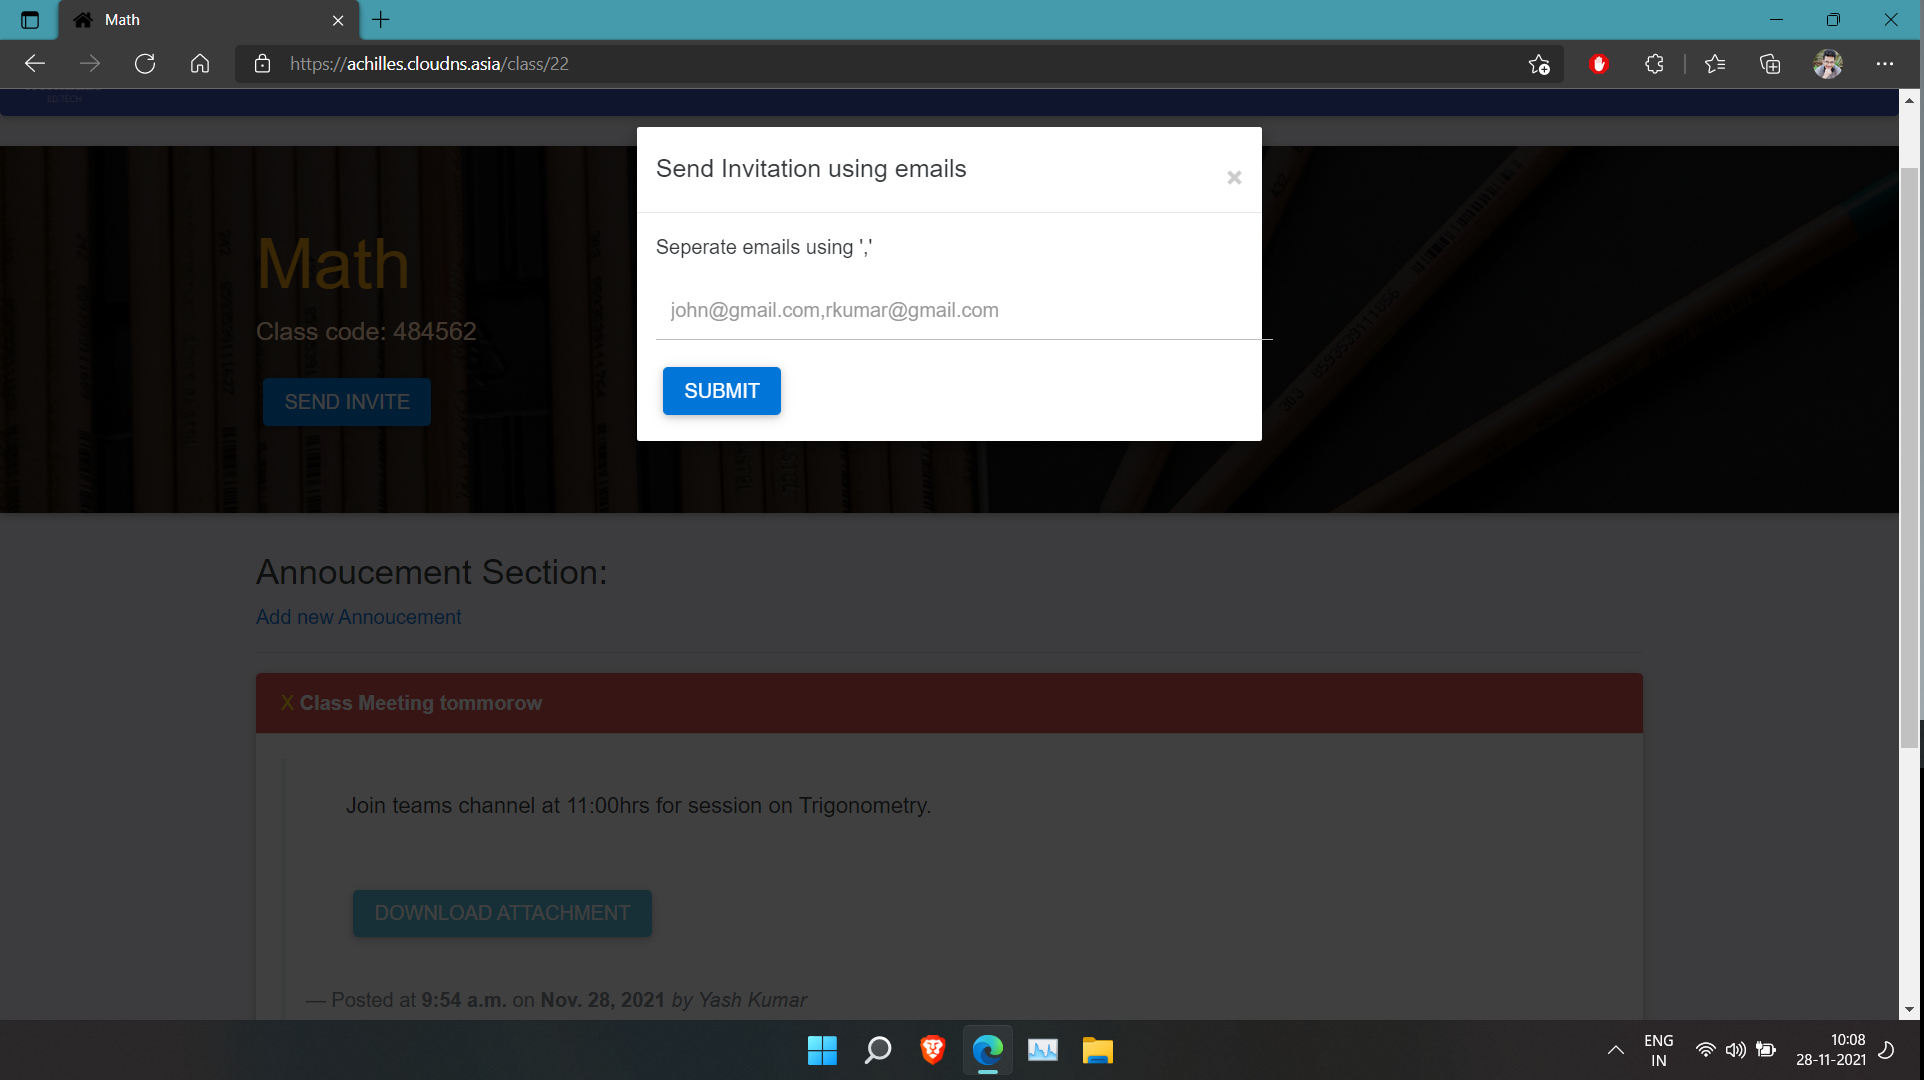 Math
https://achilles.cloudns.asia/class/22
ED.TECH
Send Invitation using emails
×
Seperate emails using ','
john@gmail.com,rkumar@gmail.com
SUBMIT
Math
Class code: 484562
SEND INVITE
Annoucement Section:
Add new Annoucement
X Class Meeting tommorow
Join teams channel at 11:00hrs for session on Trigonometry.
DOWNLOAD ATTACHMENT
— Posted at 9:54 a.m. on Nov. 28, 2021 by Yash Kumar
ENG
IN
10:08
28-11-2021